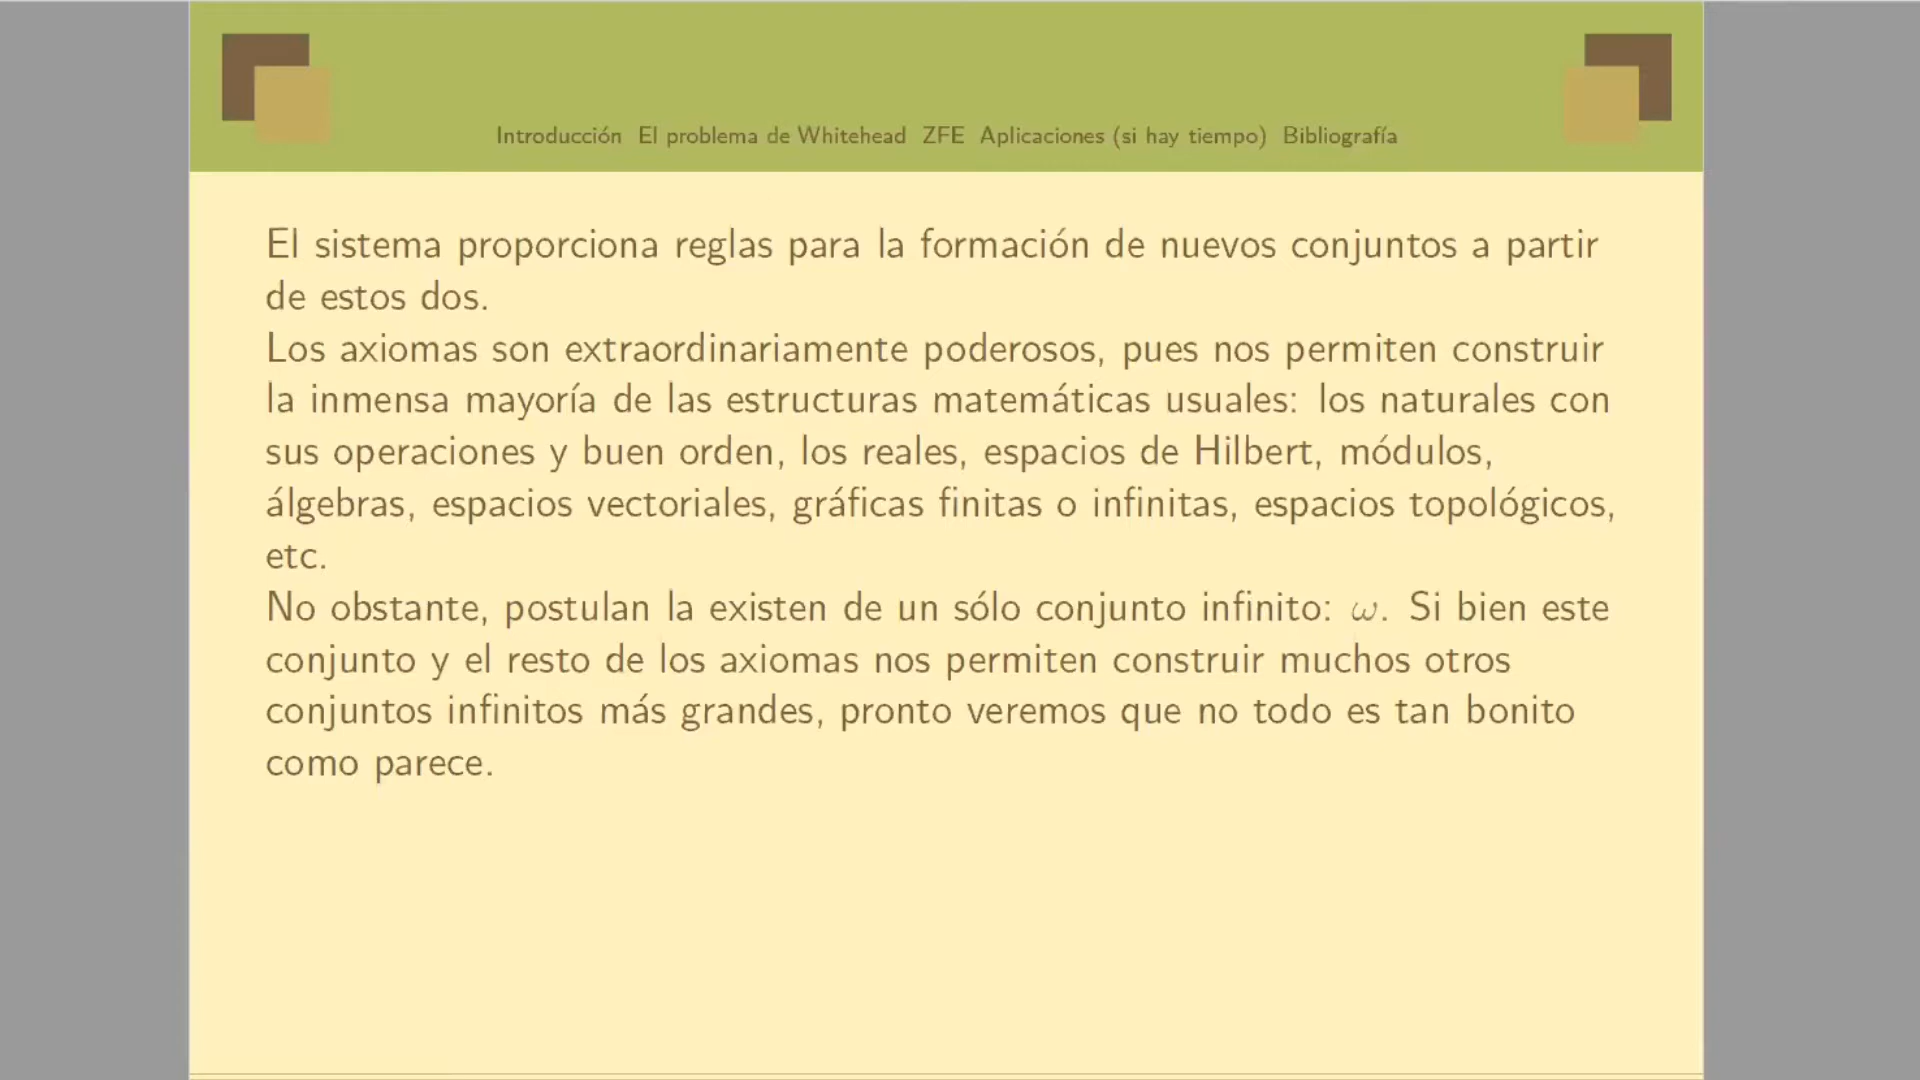 Introducción El problema de Whitehead ZFE Aplicaciones (si hay tiempo) Bibliografía
El sistema proporciona reglas para la formación de nuevos conjuntos a partir
de estos dos.
Los axiomas son extraordinariamente poderosos, pues nos permiten construir
la inmensa mayoría de las estructuras matemáticas usuales: los naturales con
sus operaciones y buen orden, los reales, espacios de Hilbert, módulos,
álgebras, espacios vectoriales, gráficas finitas o infinitas, espacios topológicos,
etc.
No obstante, postulan la existen de un sólo conjunto infinito: ω. Si bien este
conjunto y el resto de los axiomas nos permiten construir muchos otros
conjuntos infinitos más grandes, pronto veremos que no todo es tan bonito
como parece.